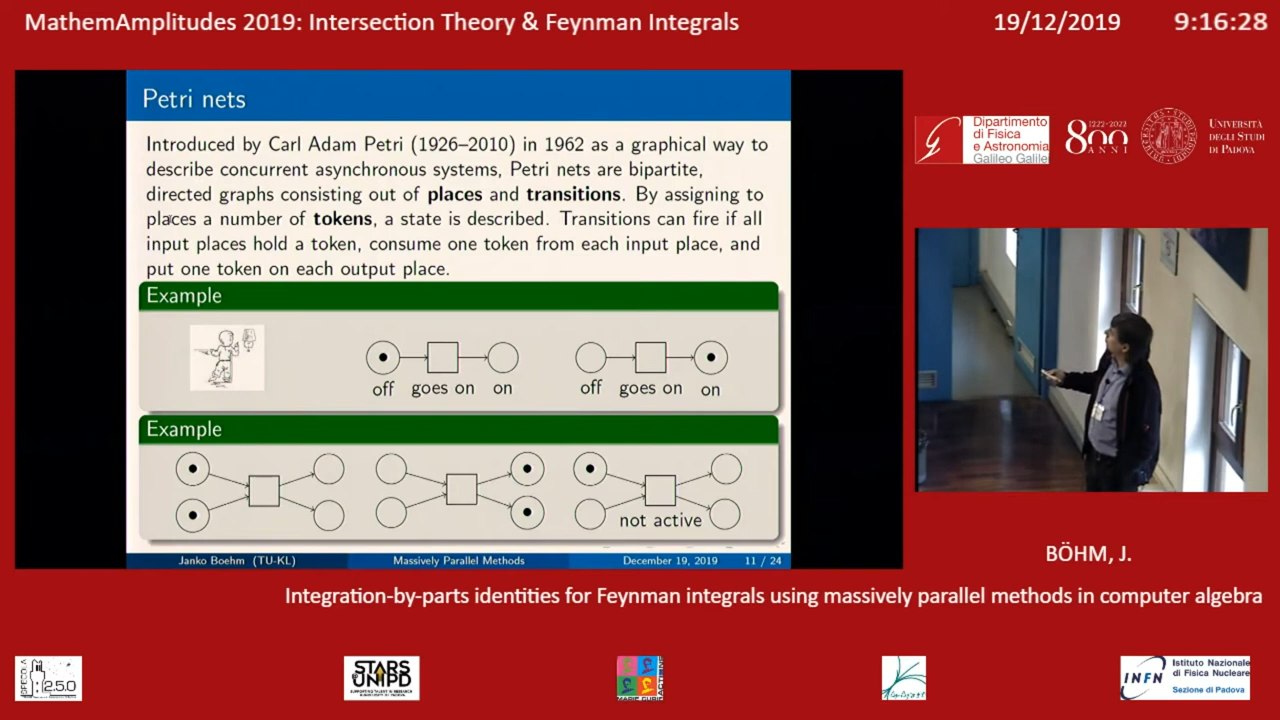 MathemAmplitudes 2019: Intersection Theory & Feynman Integrals
19/12/2019
9:16:28
Petri nets
Introduced by Carl Adam Petri (1926–2010) in 1962 as a graphical way to
describe concurrent asynchronous systems, Petri nets are bipartite,
directed graphs consisting out of places and transitions. By assigning to
places a number of tokens, a state is described. Transitions can fire if all
input places hold a token, consume one token from each input place, and
put one token on each output place.
Example
off goes on on
off goes on on
Example
not active
Janko Boehm (TU-KL)
Massively Parallel Methods
December 19, 2019
11 / 24
Dipartimento
di Fisica
e Astronomia
Galileo Galilei
1222-2022
800
ANNI
UNIVERSITÀ
DEGLI STUDI
DI PADOVA
BÖHM, J.
Integration-by-parts identities for Feynman integrals using massively parallel methods in computer algebra
SPECOLA
250
STARS
UNIPD
INFN
Istituto Nazionale
di Fisica Nucleare
Sezione di Padova